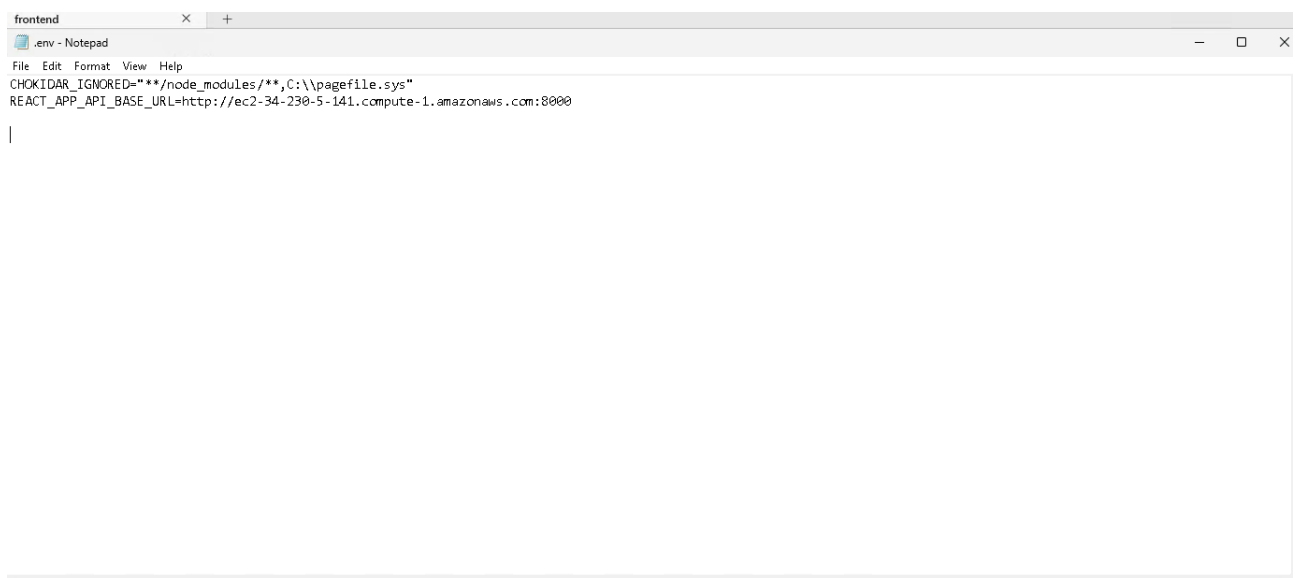 frontend
.env - Notepad
File Edit Format View Help
CHOKIDAR_IGNORED="**/node_modules/**,C:\\pagefile.sys"
REACT_APP_API_BASE_URL=http://ec2-34-230-5-141.compute-1.amazonaws.com:8000